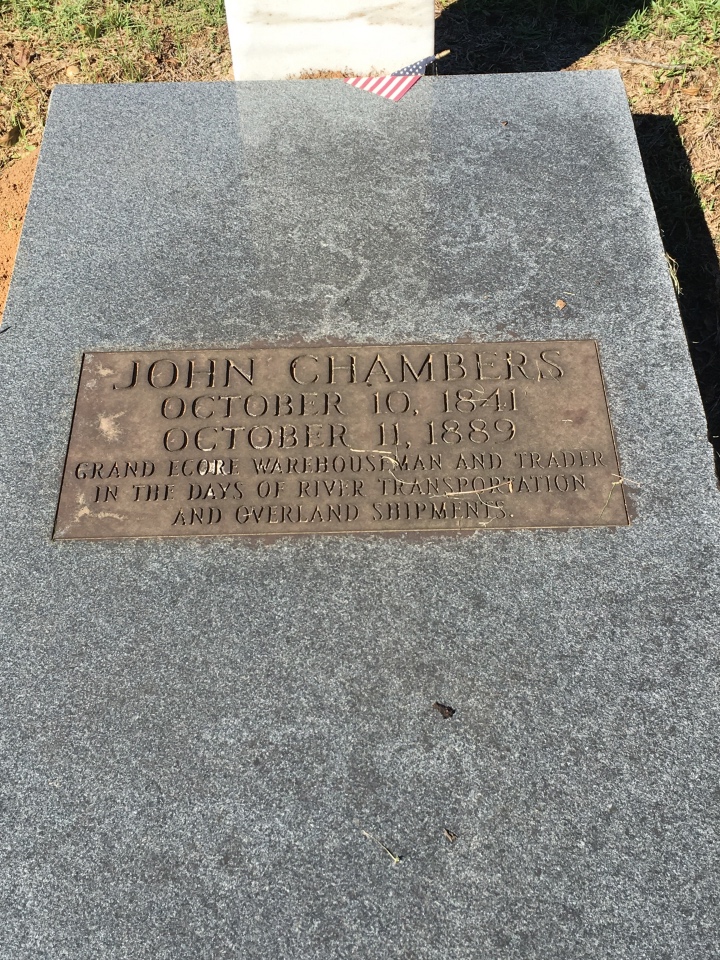 JOHN CHAMBERS
OCTOBER 10, 1841
OCTOBER 11, 1889
GRAND ECORE WAREHOUSEMAN AND TRADER
IN THE DAYS OF RIVER TRANSPORTATION
AND OVERLAND SHIPMENTS.